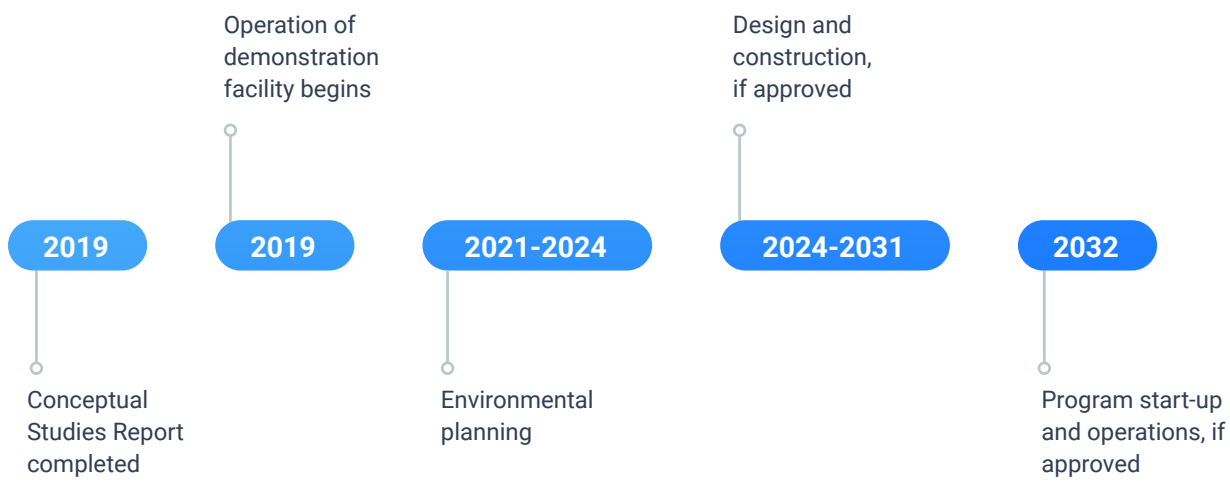 Operation of
demonstration
facility begins
Design and
construction,
if approved
2019
2019
2021-2024
2024-2031
2032
Conceptual
Studies Report
completed
Environmental
planning
Program start-up
and operations, if
approved